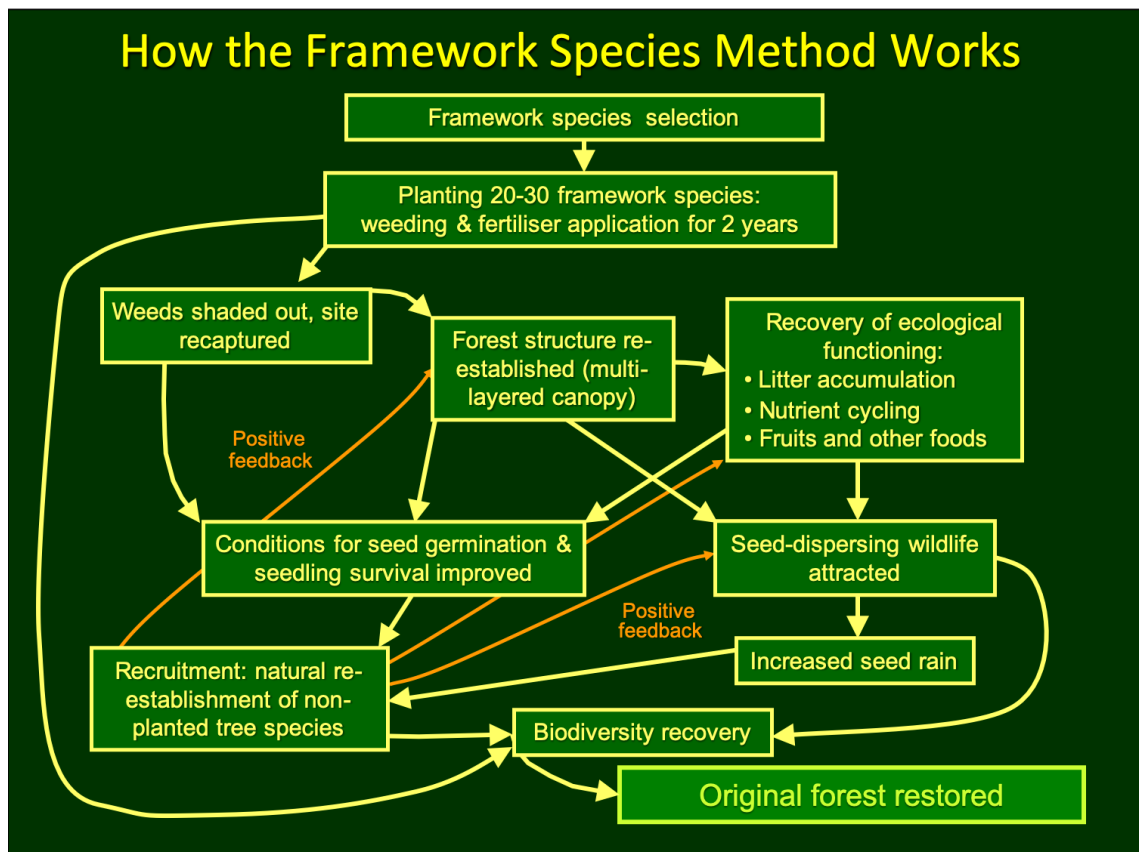 How the Framework Species Method Works
Framework species selection
Planting 20-30 framework species:
weeding & fertiliser application for 2 years
Weeds shaded out, site
recaptured
Forest structure re-
established (multi-
layered canopy)
Recovery of ecological
functioning:
• Litter accumulation
• Nutrient cycling
• Fruits and other foods
Positive
feedback
Conditions for seed germination &
seedling survival improved
Seed-dispersing wildlife
attracted
Positive
feedback
Increased seed rain
Recruitment: natural re-
establishment of non-
planted tree species
Biodiversity recovery
Original forest restored